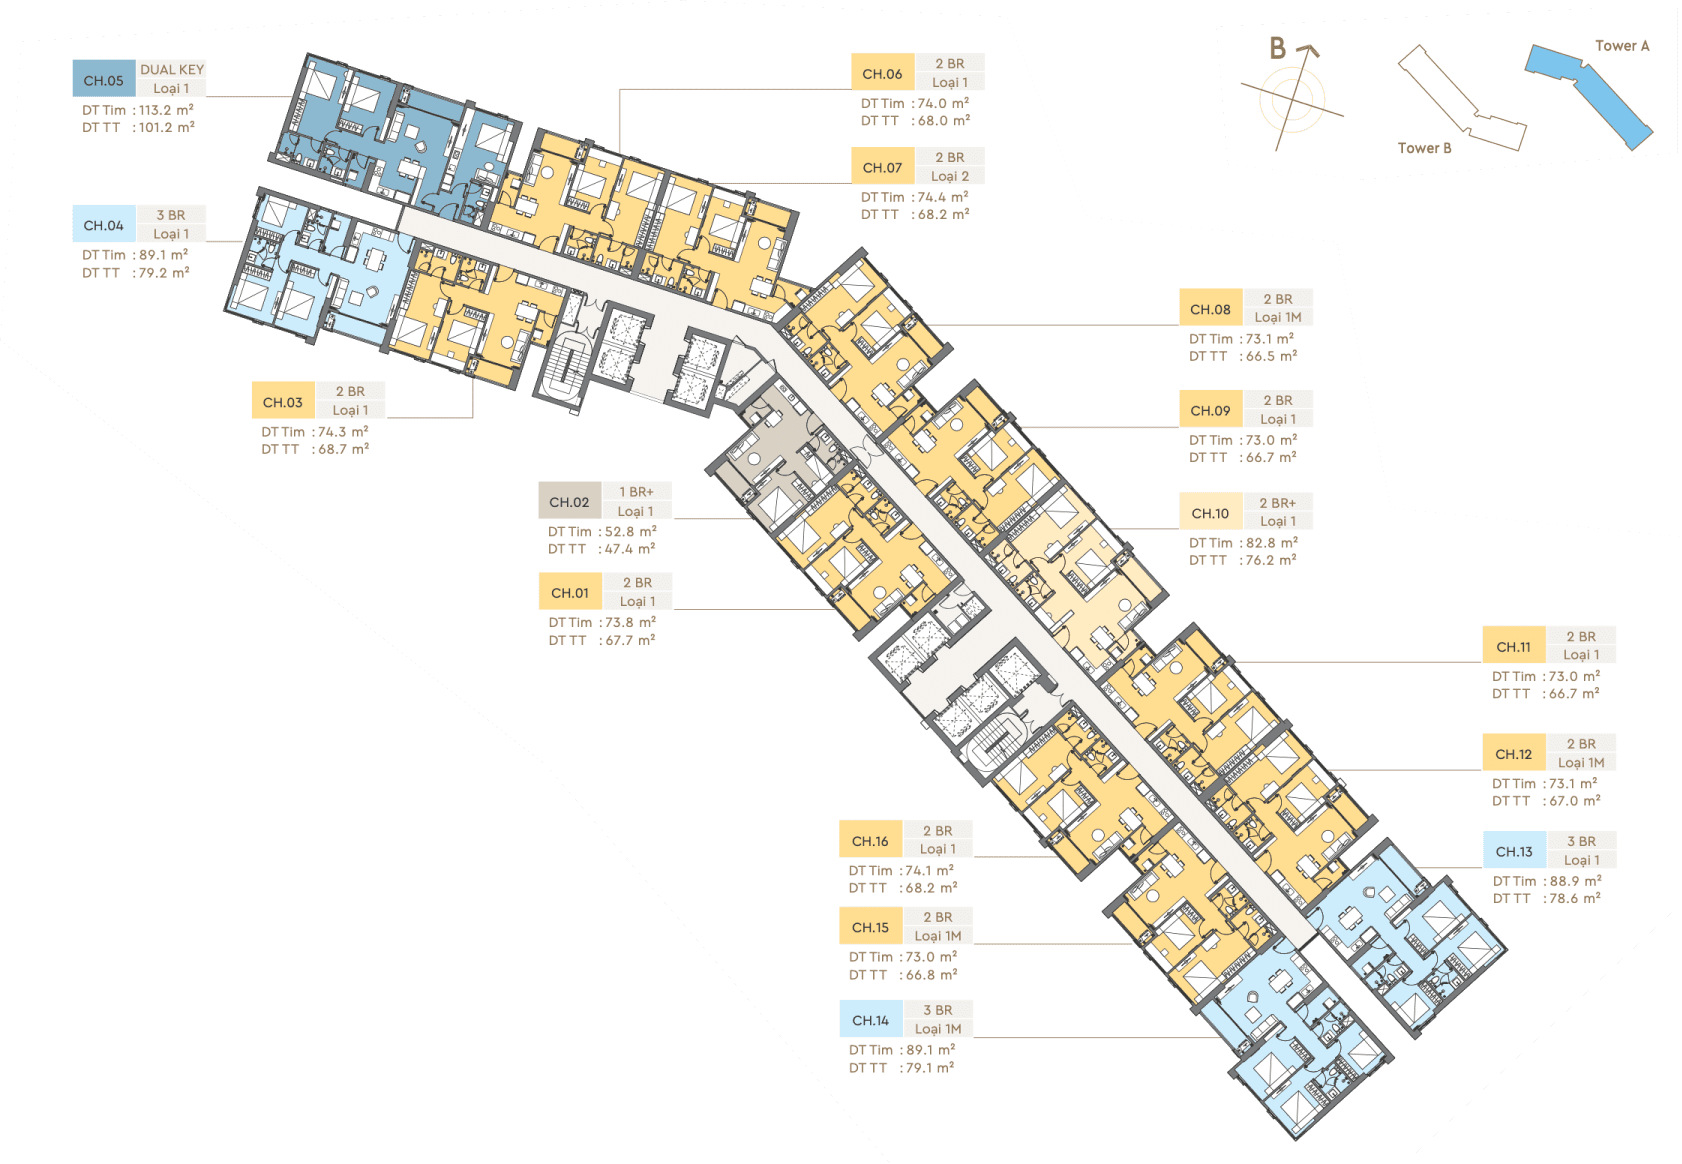 CH.05
DUAL KEY
Loại 1
DT Tim : 113.2 m²
DT TT : 101.2 m²
CH.04
3 BR
Loại 1
DT Tim : 89.1 m²
DT TT : 79.2 m²
CH.03
2 BR
Loại 1
DT Tim : 74.3 m²
DT TT : 68.7 m²
CH.02
1 BR+
Loại 1
DT Tim : 52.8 m²
DT TT : 47.4 m²
CH.01
2 BR
Loại 1
DT Tim : 73.8 m²
DT TT : 67.7 m²
CH.06
2 BR
Loại 1
DT Tim : 74.0 m²
DT TT : 68.0 m²
CH.07
2 BR
Loại 2
DT Tim : 74.4 m²
DT TT : 68.2 m²
B
Tower A
Tower B
CH.08
2 BR
Loại 1M
DT Tim : 73.1 m²
DT TT : 66.5 m²
CH.09
2 BR
Loại 1
DT Tim : 73.0 m²
DT TT : 66.7 m²
CH.10
2 BR+
Loại 1
DT Tim : 82.8 m²
DT TT : 76.2 m²
CH.11
2 BR
Loại 1
DT Tim : 73.0 m²
DT TT : 66.7 m²
CH.12
2 BR
Loại 1M
DT Tim : 73.1 m²
DT TT : 67.0 m²
CH.13
3 BR
Loại 1
DT Tim : 88.9 m²
DT TT : 78.6 m²
CH.16
2 BR
Loại 1
DT Tim : 74.1 m²
DT TT : 68.2 m²
CH.15
2 BR
Loại 1M
DT Tim : 73.0 m²
DT TT : 66.8 m²
CH.14
3 BR
Loại 1M
DT Tim : 89.1 m²
DT TT : 79.1 m²